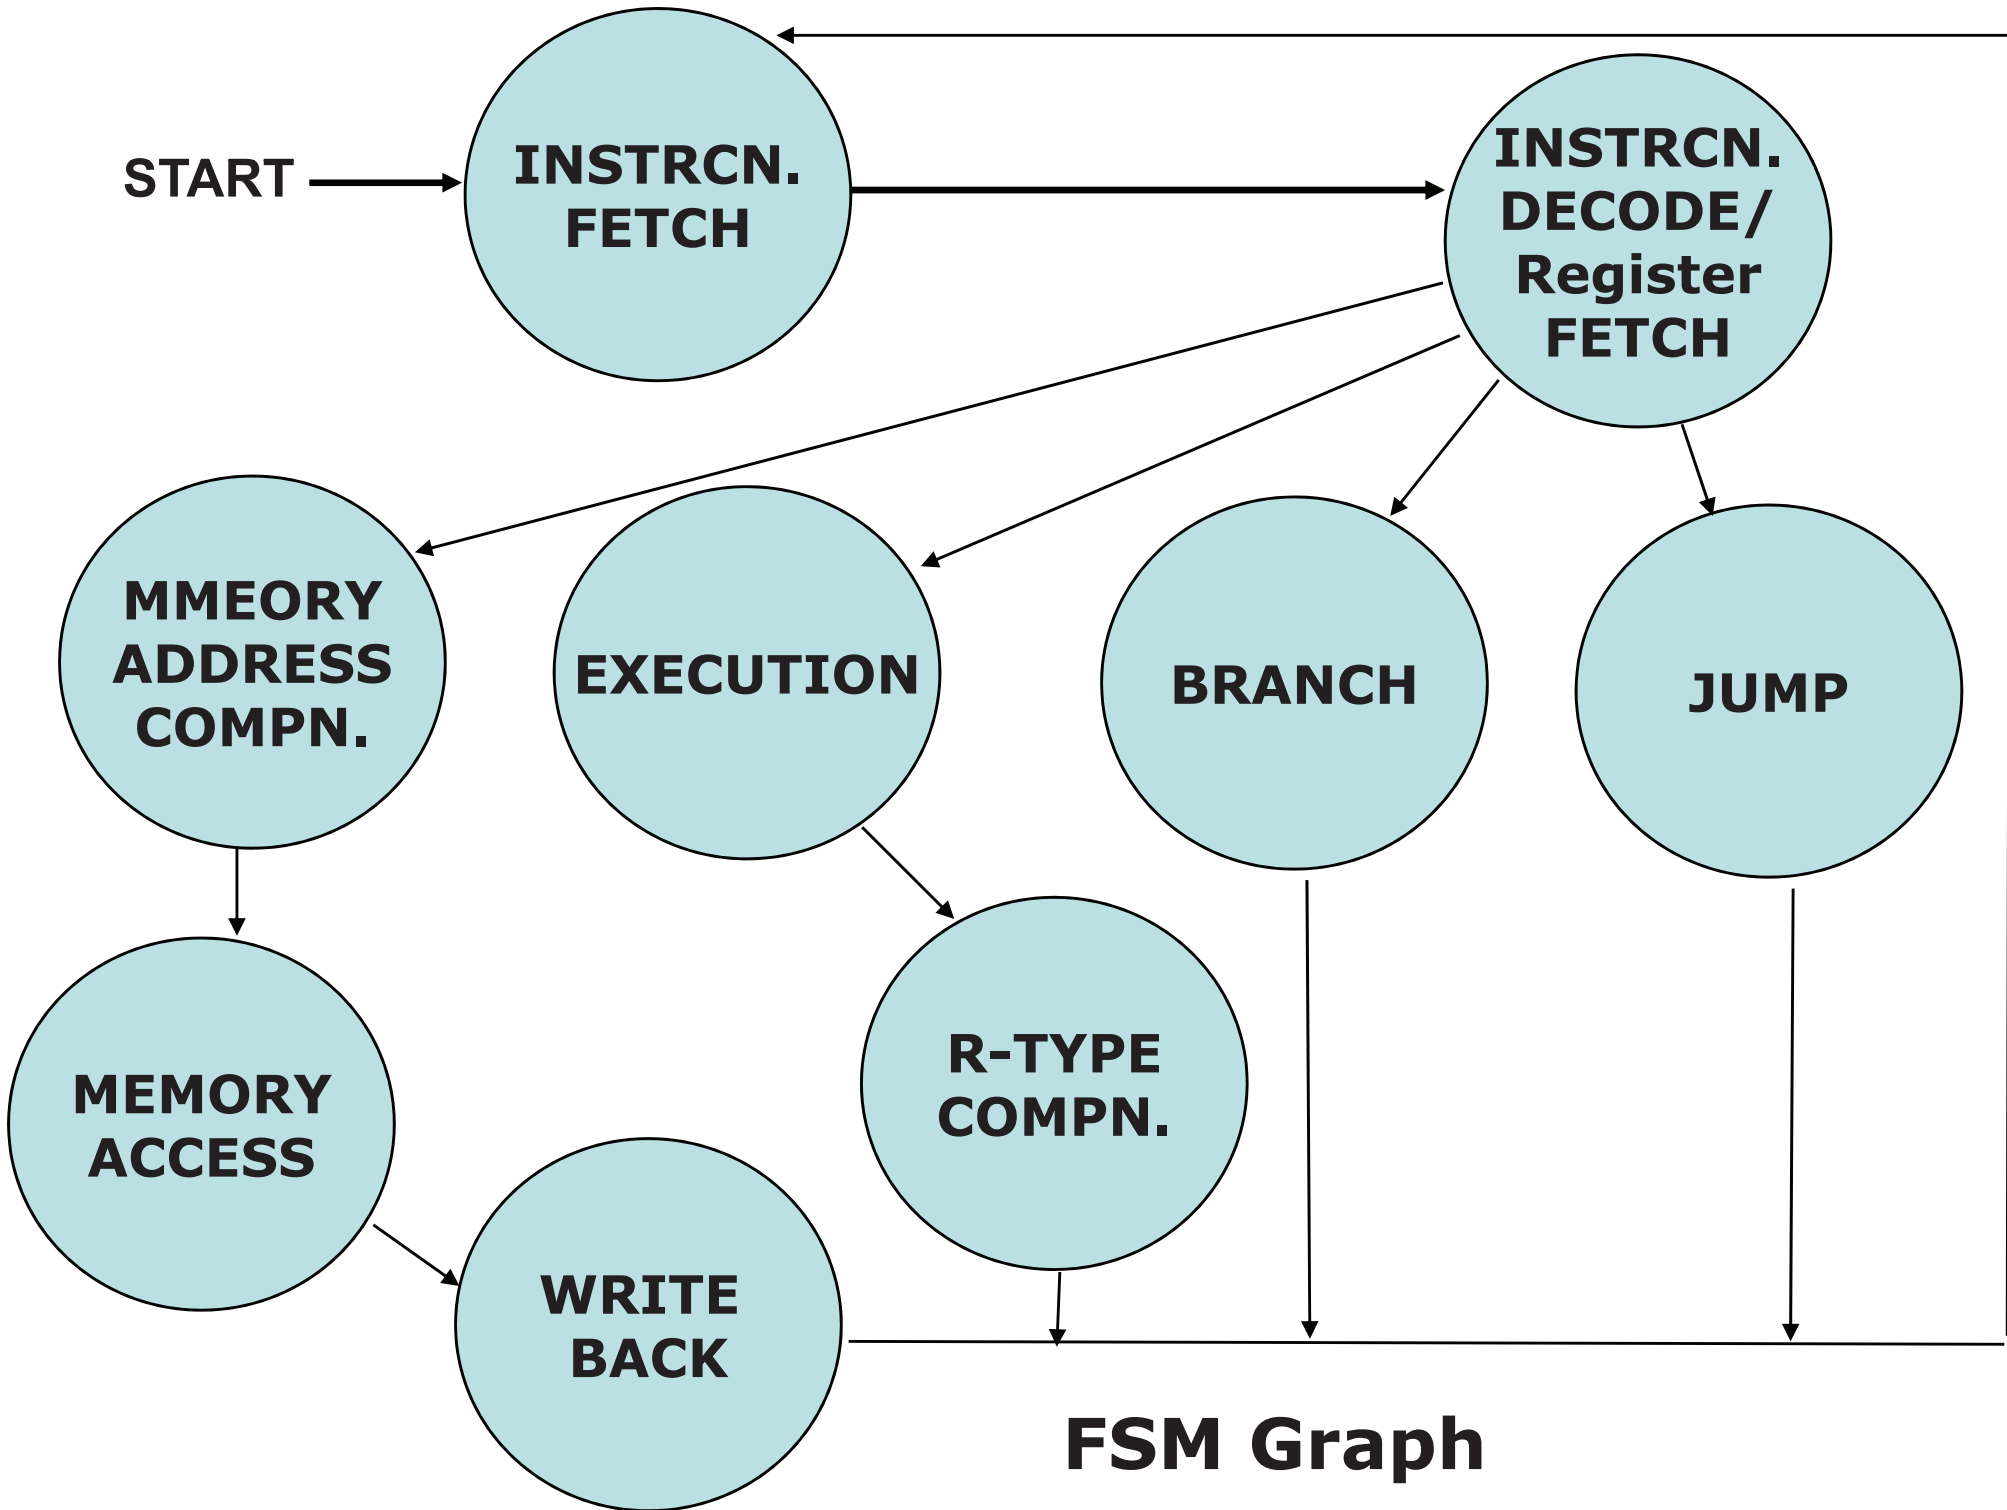 START
INSTRCN.
FETCH
INSTRCN.
DECODE/
Register
FETCH
MMEORY
ADDRESS
COMPN.
EXECUTION
BRANCH
JUMP
MEMORY
ACCESS
R-TYPE
COMPN.
WRITE
BACK
FSM Graph